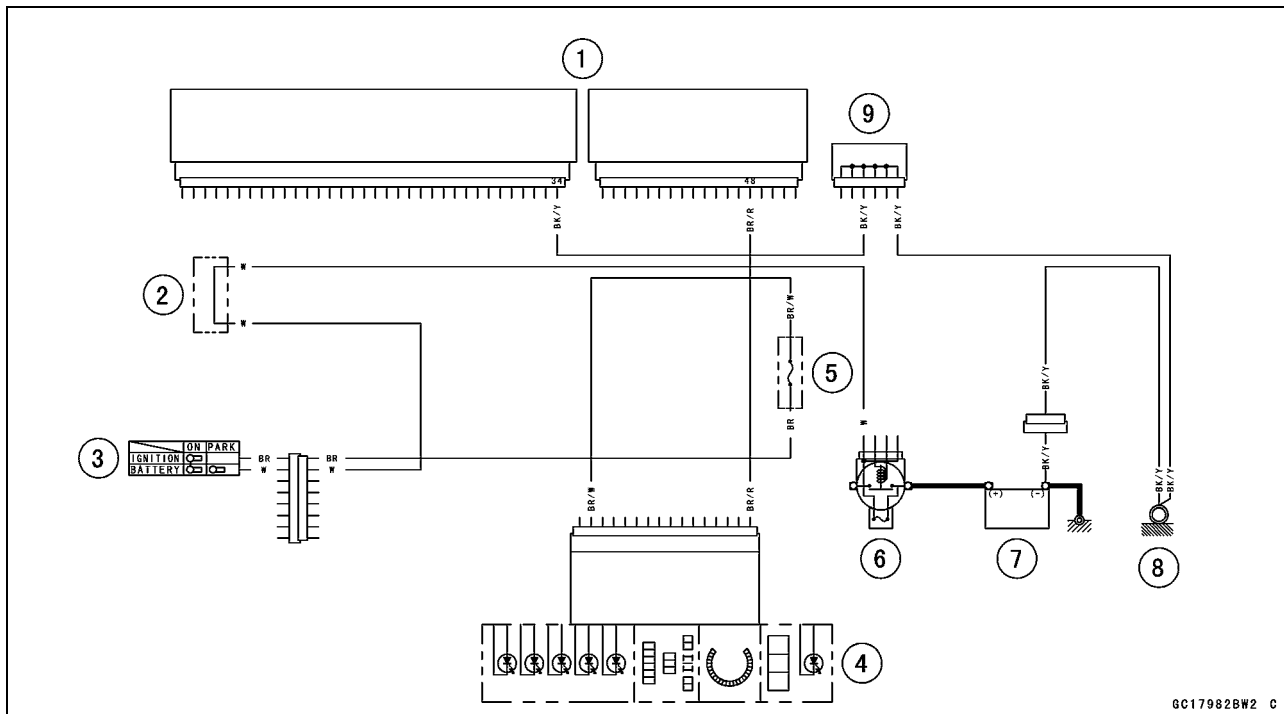 1
9
34
48
BK/Y
BR/R
BK/Y
BK/Y
2
W
W
BR/W
5
BK/Y
BR
W
3
ON PARK
IGNITION
BATTERY
BR
W
BR
W
BK/Y
BR/W
BR/R
(+)
(-)
BK/Y
BK/Y
6
7
8
4
GC17982BW2 C